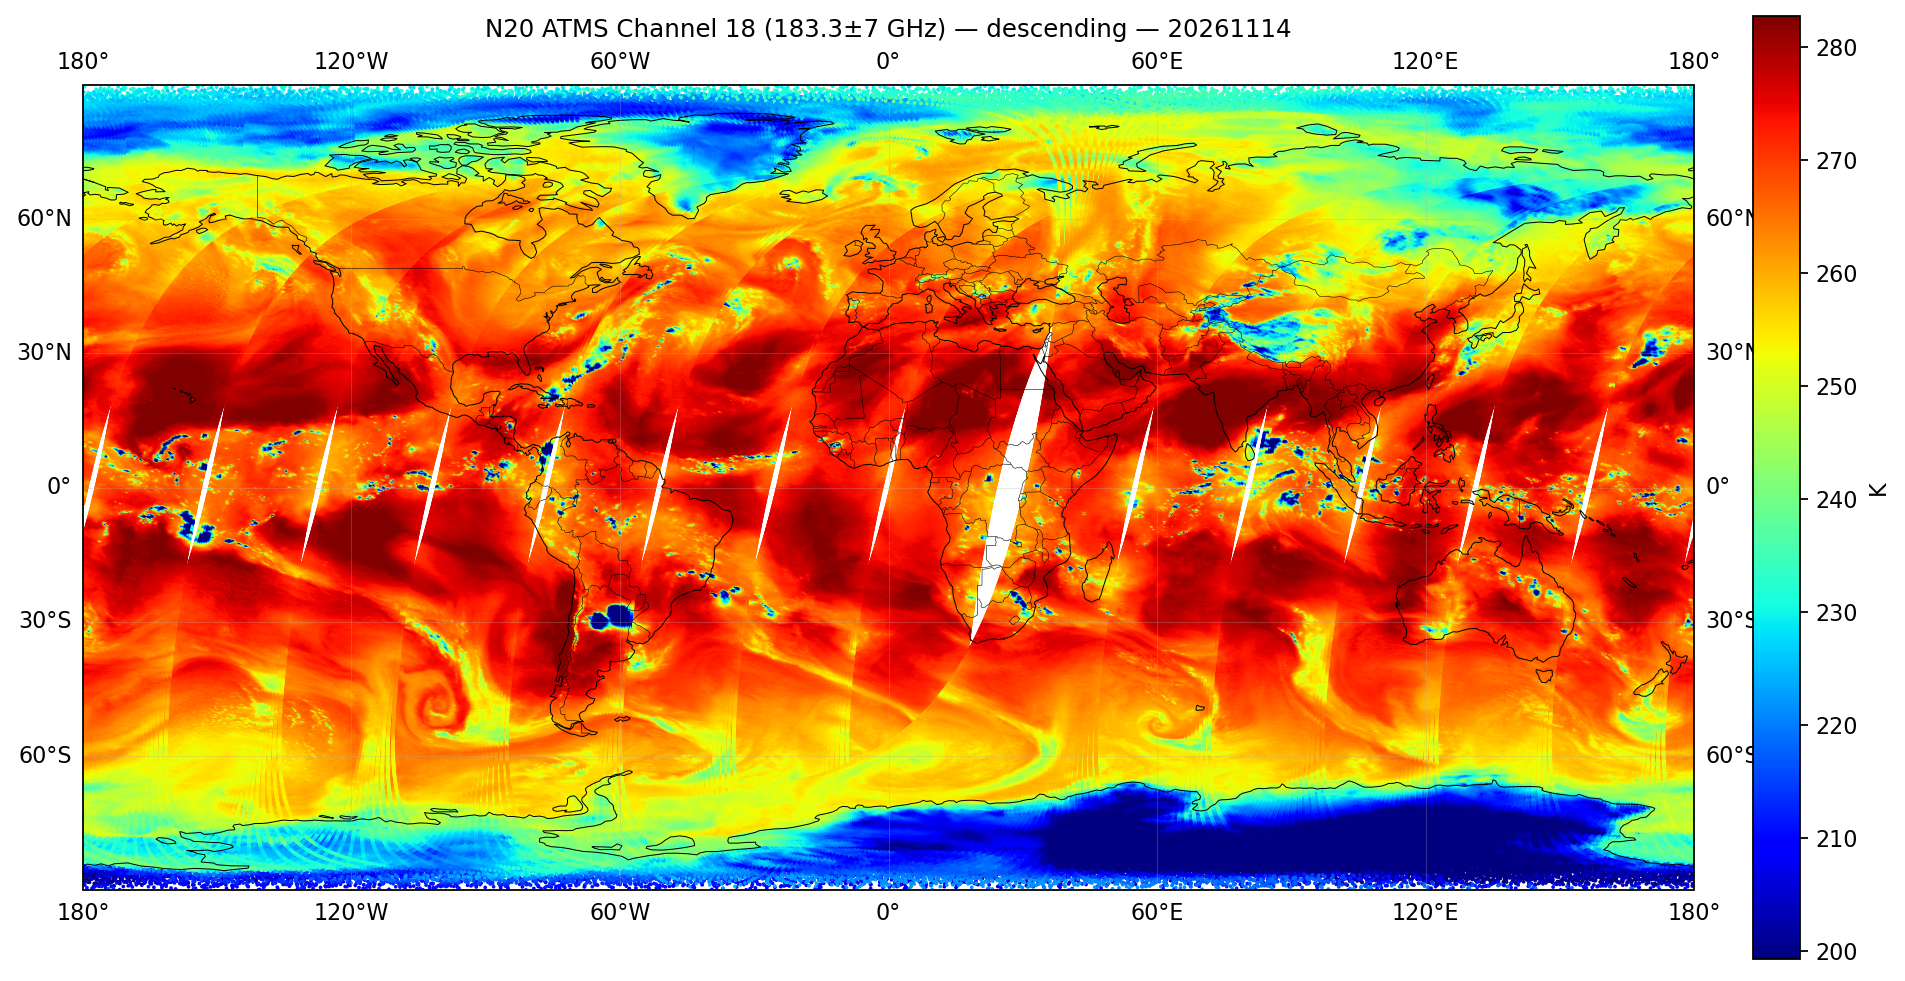 N20 ATMS Channel 18 (183.3±7 GHz) — descending — 20261114
180° 120°W 60°W 0° 60°E 120°E 180°
60°N 60°N
30°N 30°N
0° 0°
30°S 30°S
60°S 60°S
180° 120°W 60°W 0° 60°E 120°E 180°
280
270
260
250
240
230
220
210
200
K